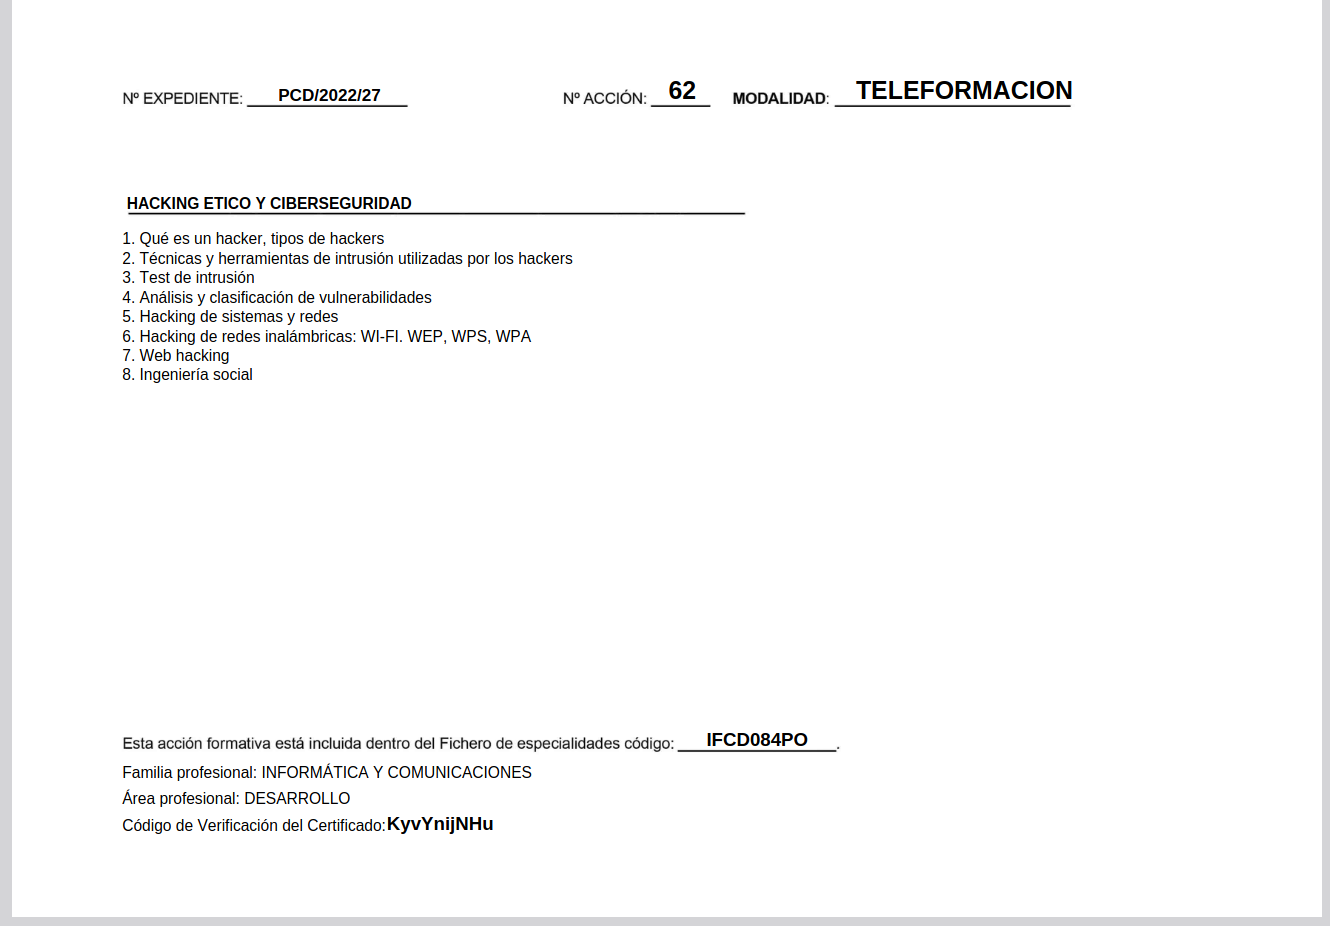 Nº EXPEDIENTE: PCD/2022/27 Nº ACCIÓN: 62 MODALIDAD: TELEFORMACION
HACKING ETICO Y CIBERSEGURIDAD
1. Qué es un hacker, tipos de hackers
2. Técnicas y herramientas de intrusión utilizadas por los hackers
3. Test de intrusión
4. Análisis y clasificación de vulnerabilidades
5. Hacking de sistemas y redes
6. Hacking de redes inalámbricas: WI-FI. WEP, WPS, WPA
7. Web hacking
8. Ingeniería social
Esta acción formativa está incluida dentro del Fichero de especialidades código: IFCD084PO.
Familia profesional: INFORMÁTICA Y COMUNICACIONES
Área profesional: DESARROLLO
Código de Verificación del Certificado:KyvYnijNHu